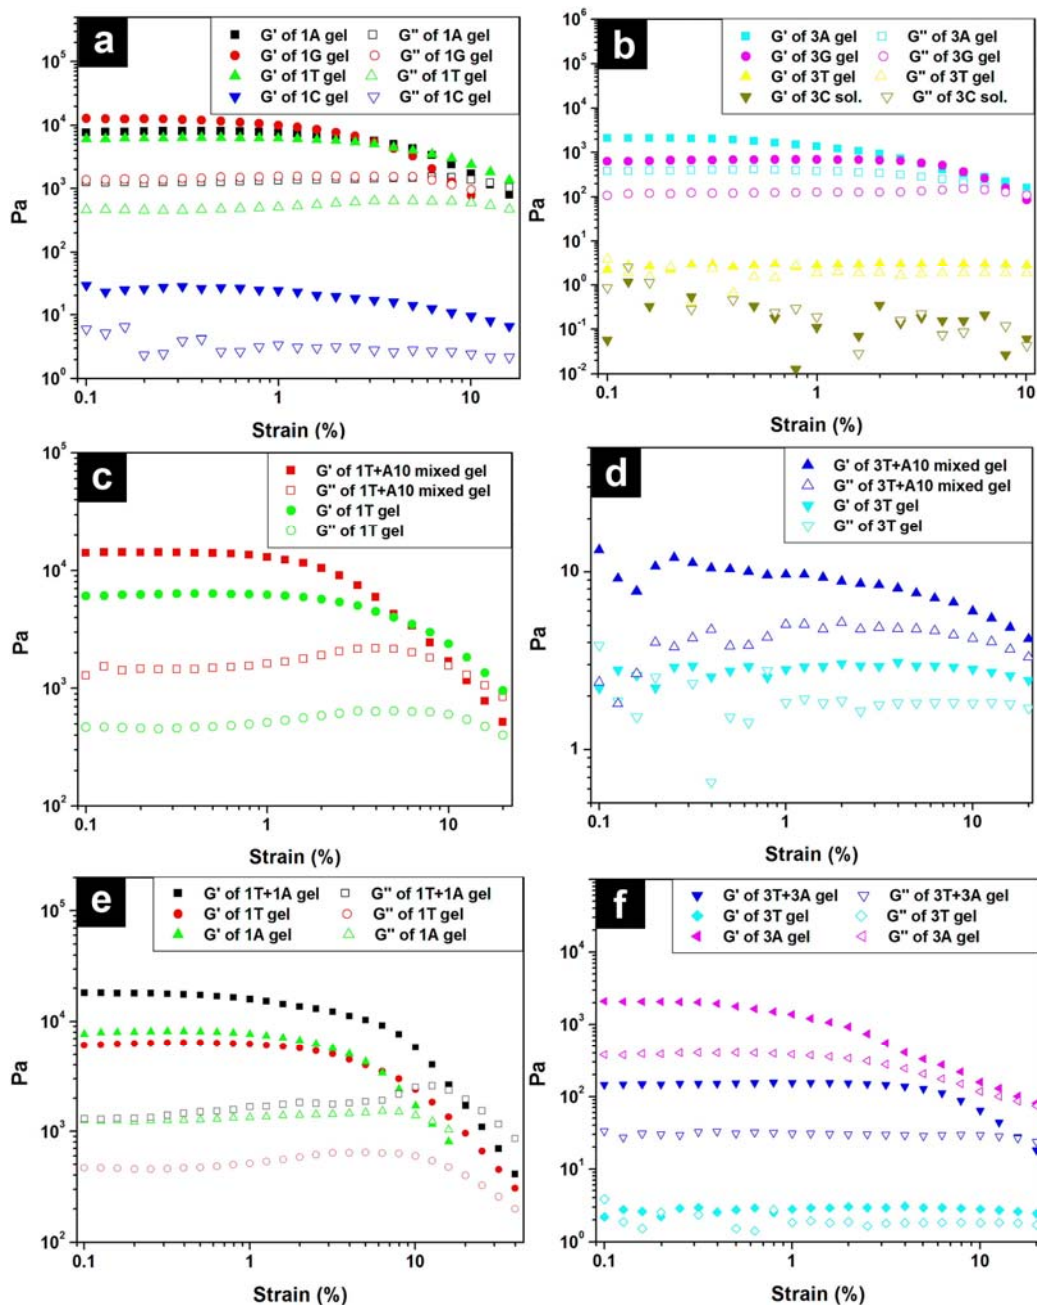 a
G' of 1A gel G'' of 1A gel
G' of 1G gel G'' of 1G gel
G' of 1T gel G'' of 1T gel
G' of 1C gel G'' of 1C gel
10^5
10^4
10^3
10^2
10^1
10^0
Pa
0.1 1 10
Strain (%)
b
G' of 3A gel G'' of 3A gel
G' of 3G gel G'' of 3G gel
G' of 3T gel G'' of 3T gel
G' of 3C sol. G'' of 3C sol.
10^6
10^5
10^4
10^3
10^2
10^1
10^0
10^-1
10^-2
Pa
0.1 1 10
Strain (%)
c
G' of 1T+A10 mixed gel
G'' of 1T+A10 mixed gel
G' of 1T gel
G'' of 1T gel
10^5
10^4
10^3
10^2
Pa
0.1 1 10
Strain (%)
d
G' of 3T+A10 mixed gel
G'' of 3T+A10 mixed gel
G' of 3T gel
G'' of 3T gel
10
1
Pa
0.1 1 10
Strain (%)
e
G' of 1T+1A gel G'' of 1T+1A gel
G' of 1T gel G'' of 1T gel
G' of 1A gel G'' of 1A gel
10^5
10^4
10^3
10^2
Pa
0.1 1 10
Strain (%)
f
G' of 3T+3A gel G'' of 3T+3A gel
G' of 3T gel G'' of 3T gel
G' of 3A gel G'' of 3A gel
10^4
10^3
10^2
10^1
10^0
Pa
0.1 1 10
Strain (%)